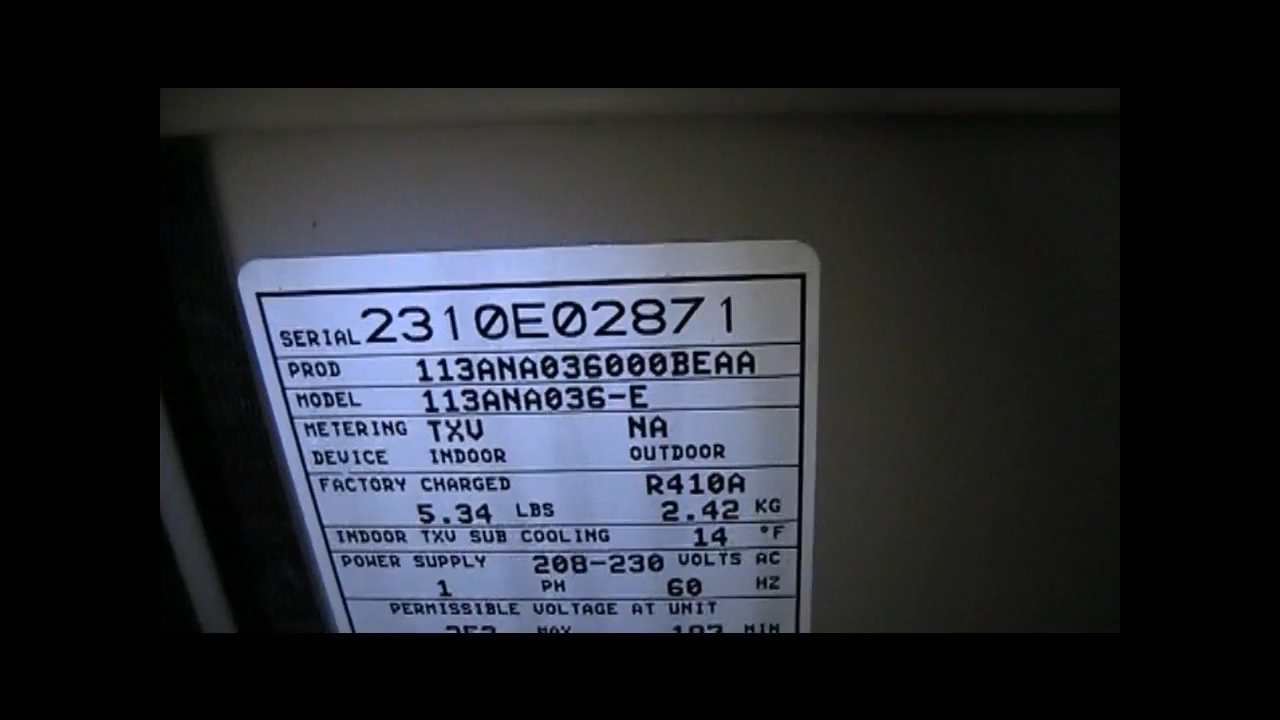 SERIAL 2310E02871
PROD 113ANA036000BEAA
MODEL 113ANA036-E
METERING TXV NA
DEVICE INDOOR OUTDOOR
FACTORY CHARGED R410A
5.34 LBS 2.42 KG
INDOOR TXV SUB COOLING 14 °F
POWER SUPPLY 208-230 VOLTS AC
1 PH 60 HZ
PERMISSIBLE VOLTAGE AT UNIT
MAX MIN